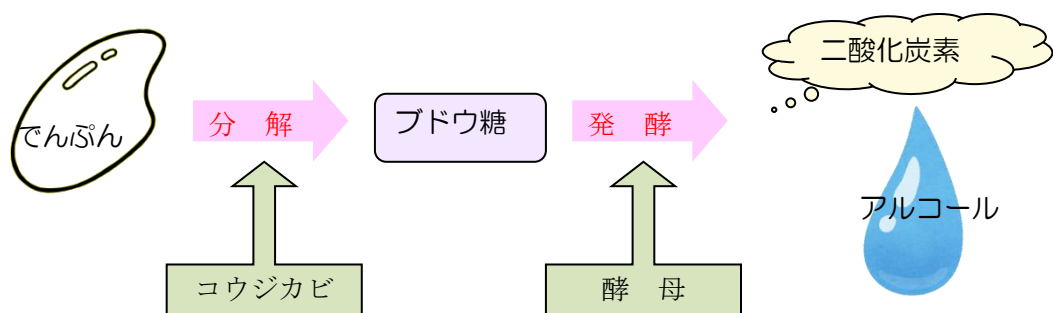 でんぷん
分　解
ブドウ糖
発　酵
二酸化炭素
アルコール
コウジカビ
酵　母